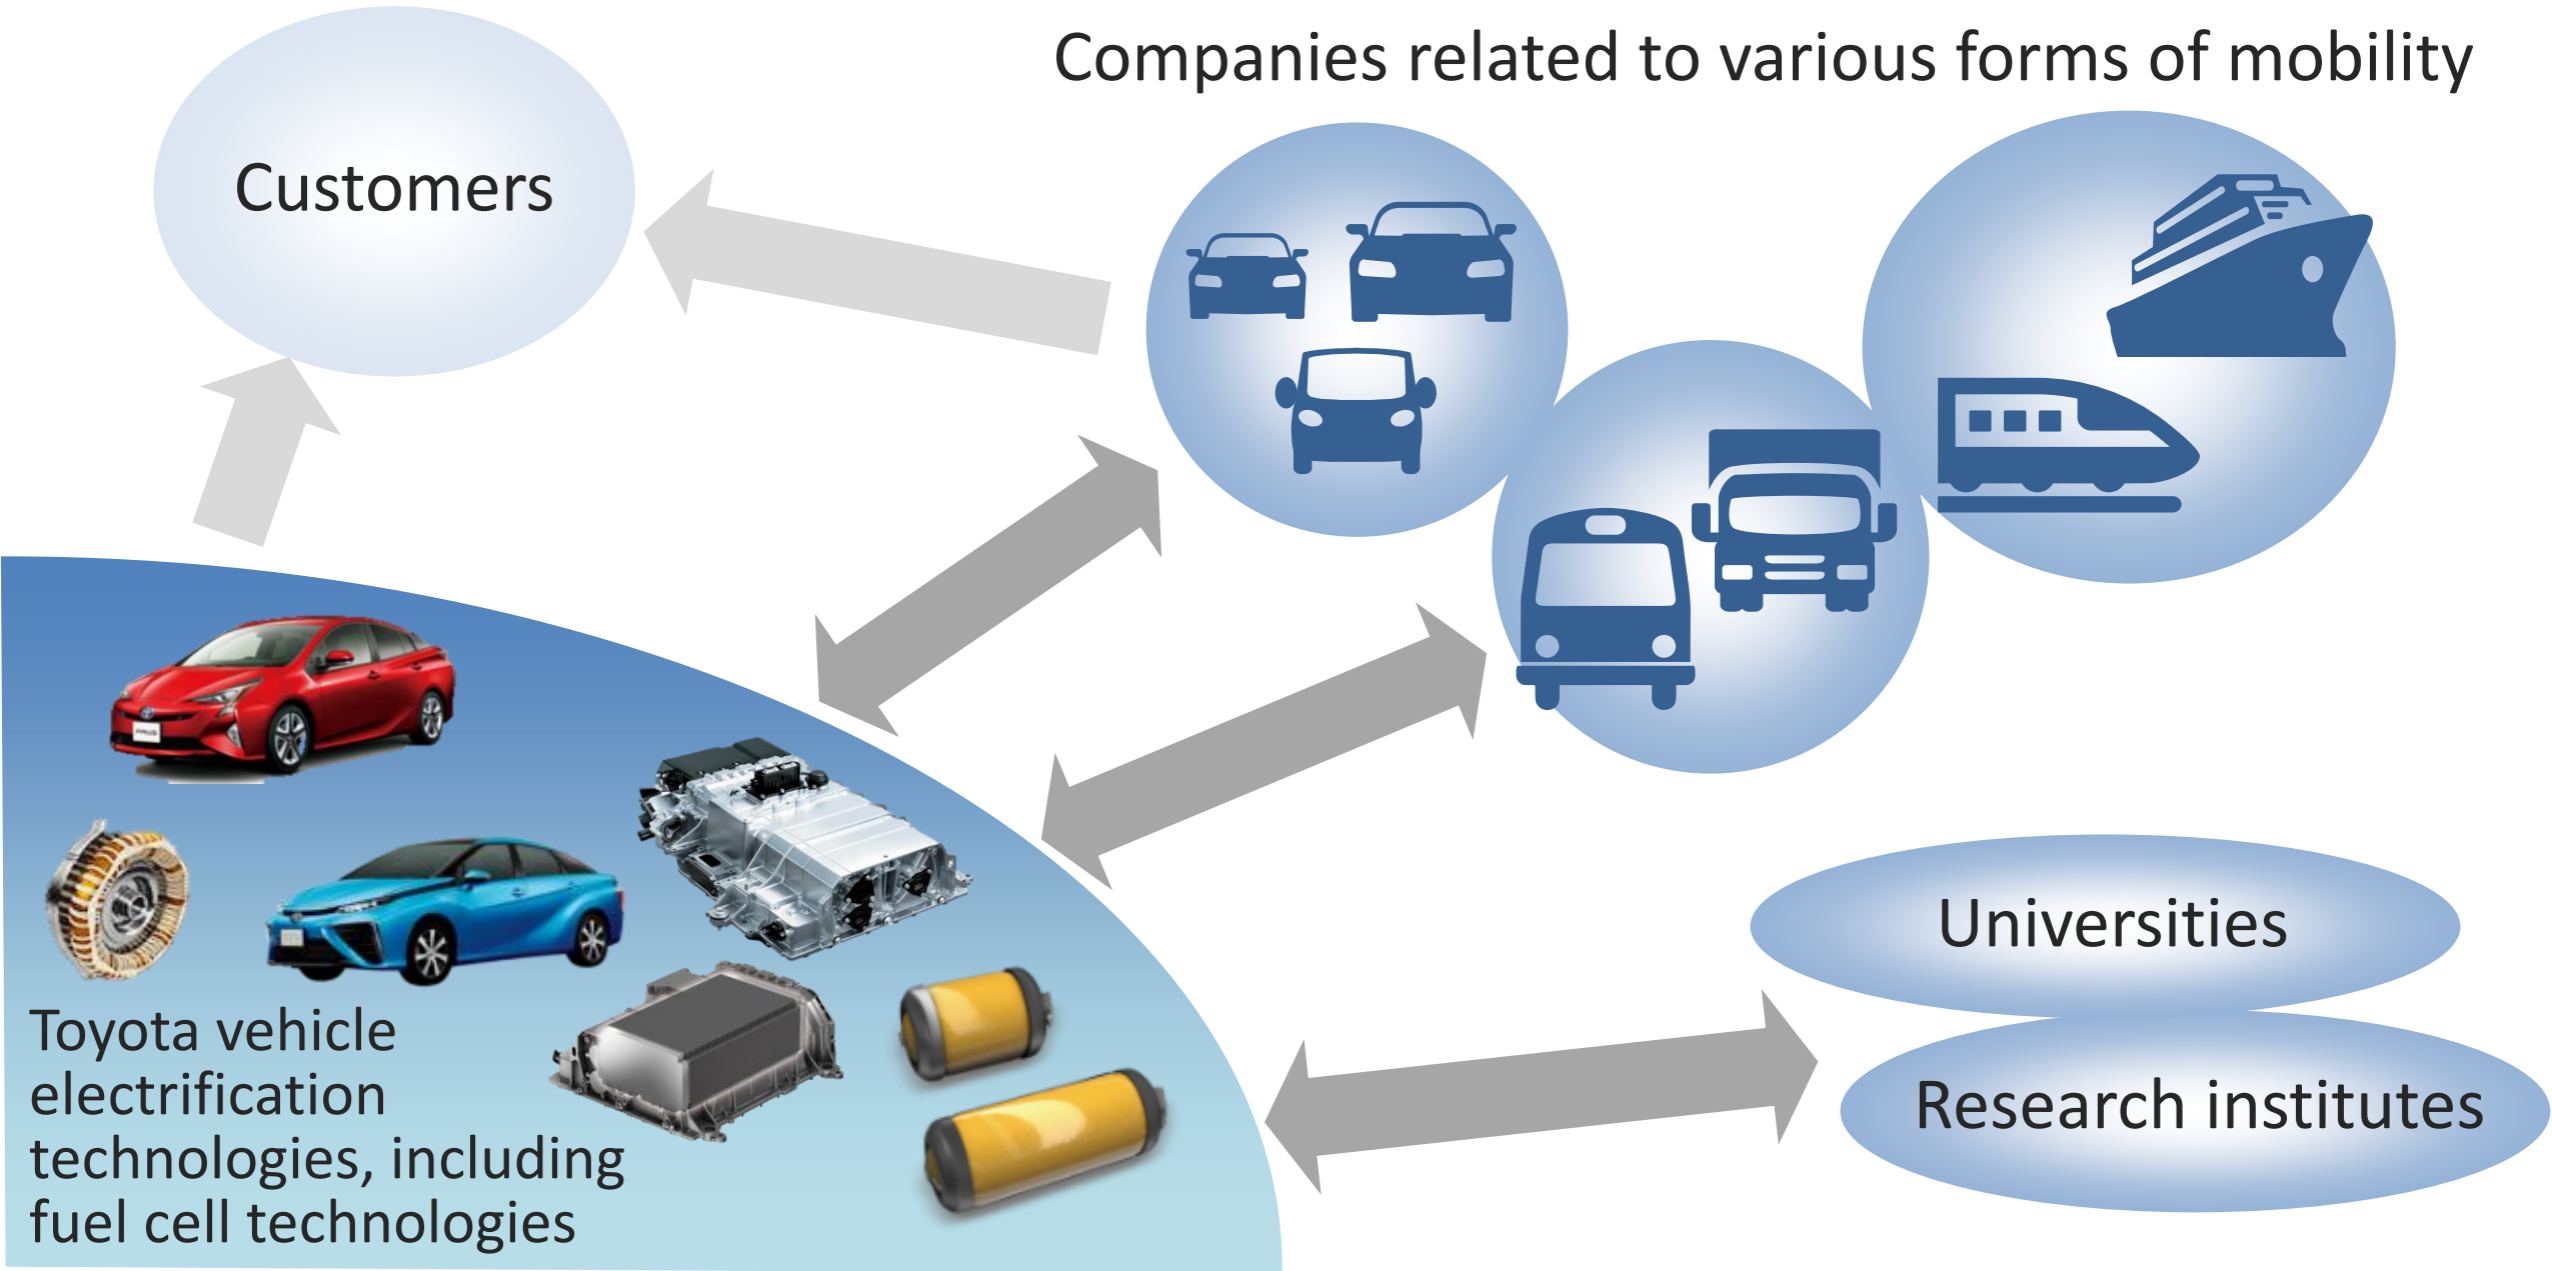 Companies related to various forms of mobility
Customers
PRIUS
Universities
Research institutes
Toyota vehicle
electrification
technologies, including
fuel cell technologies